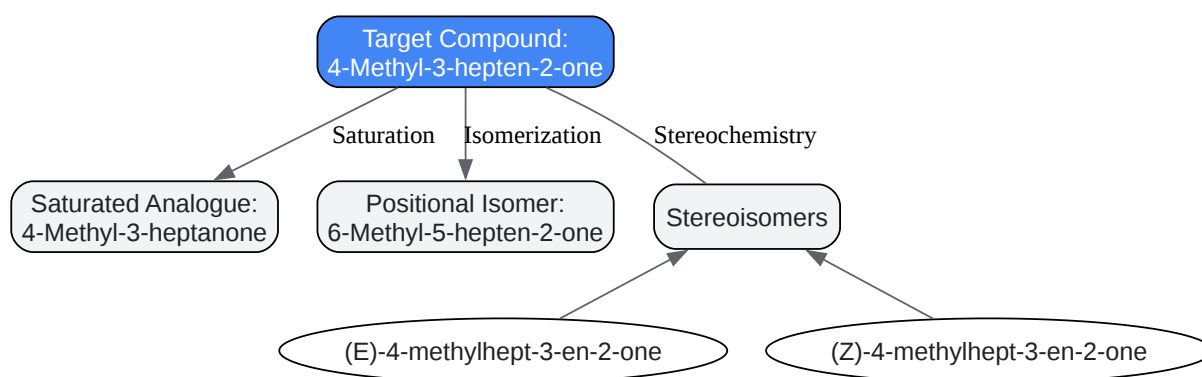 Target Compound:
4-Methyl-3-hepten-2-one
Saturation
Isomerization
Stereochemistry
Saturated Analogue:
4-Methyl-3-heptanone
Positional Isomer:
6-Methyl-5-hepten-2-one
Stereoisomers
(E)-4-methylhept-3-en-2-one
(Z)-4-methylhept-3-en-2-one